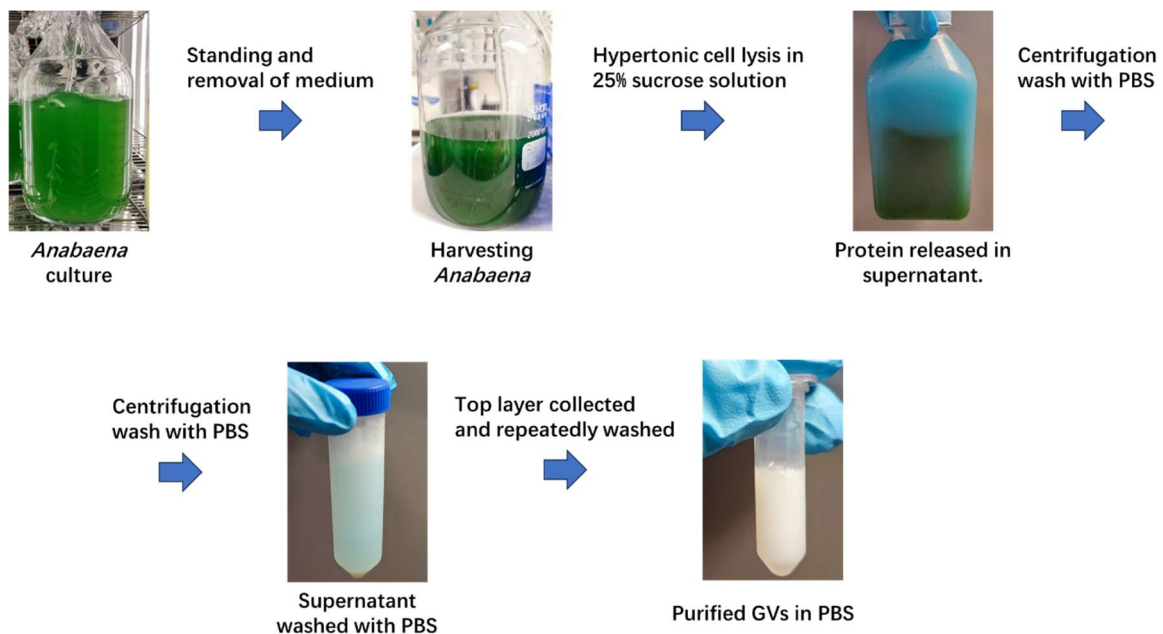 Standing and
removal of medium
Hypertonic cell lysis in
25% sucrose solution
Centrifugation
wash with PBS
2000 ml
Anabaena
culture
Harvesting
Anabaena
Protein released in
supernatant.
Centrifugation
wash with PBS
Top layer collected
and repeatedly washed
Supernatant
washed with PBS
Purified GVs in PBS